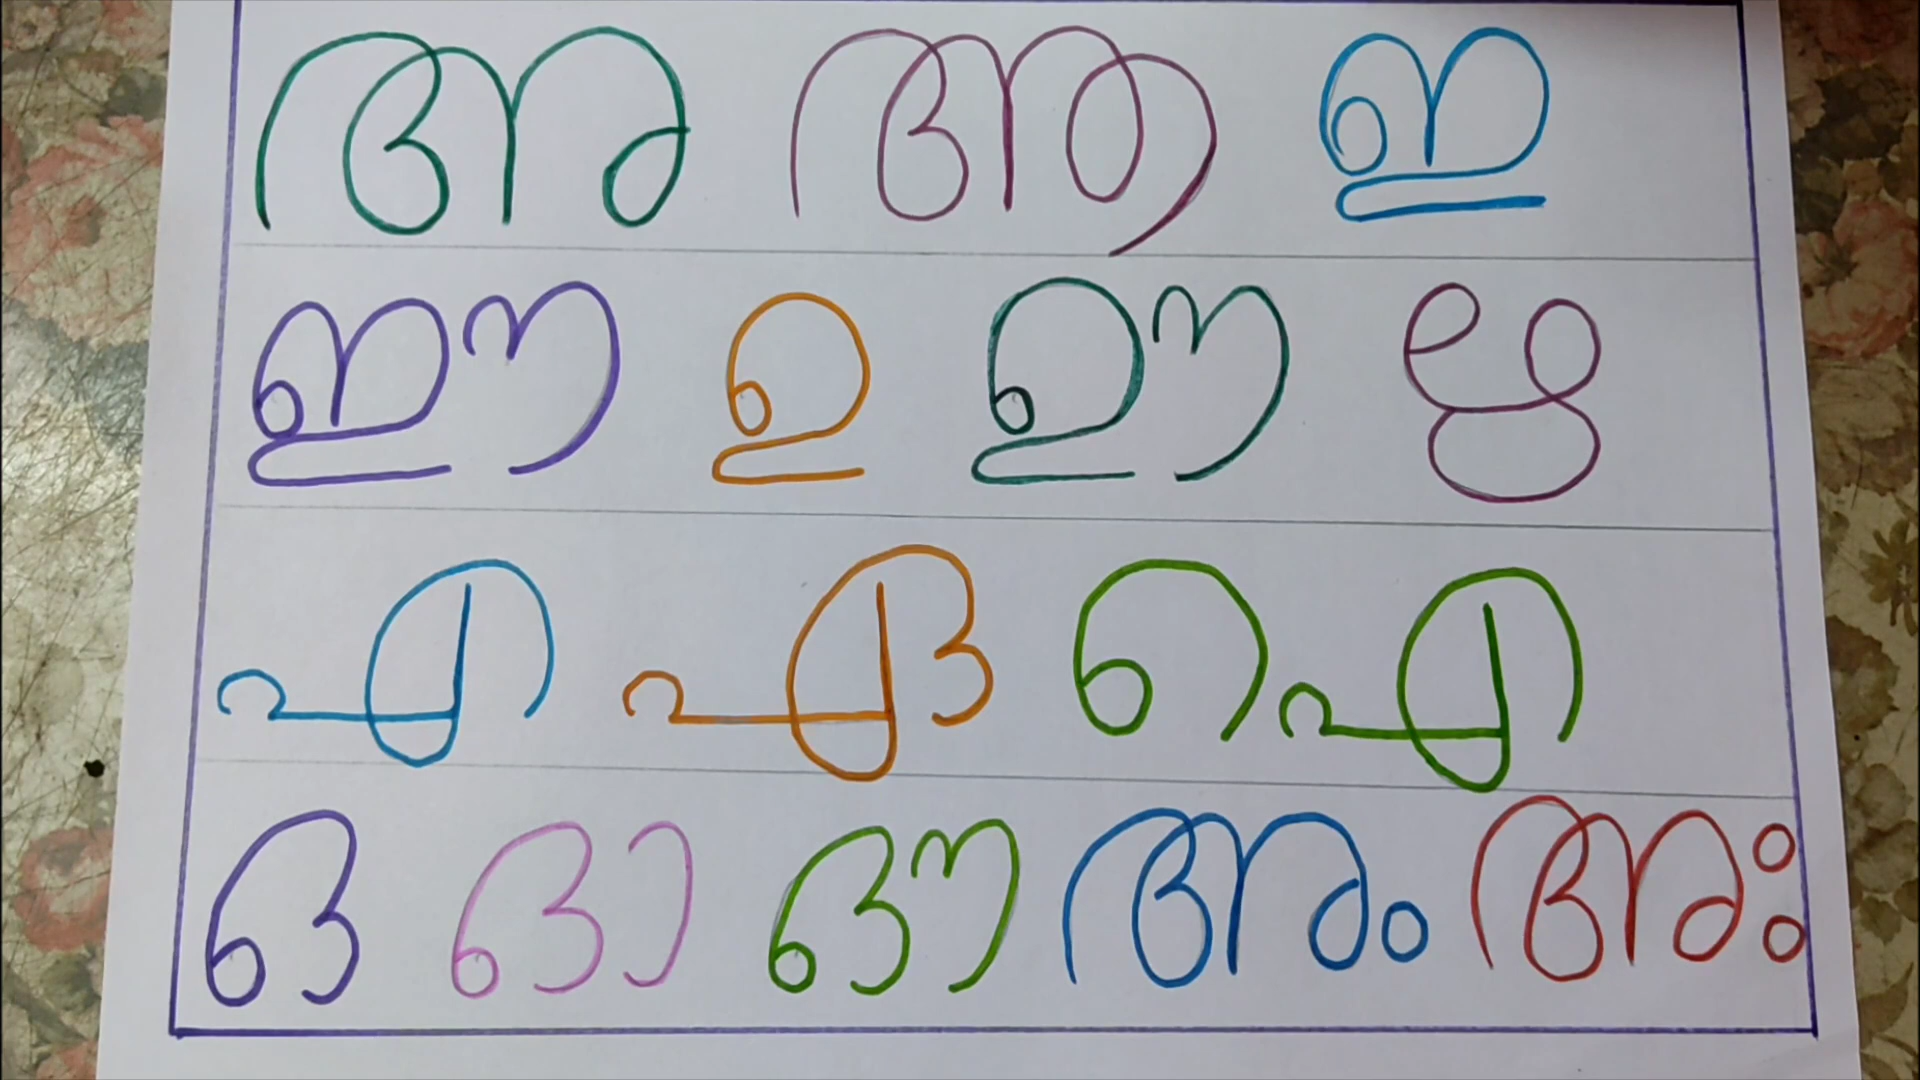 അ ആ ഇ
ഈ ഉ ഊ ഋ
എ ഏ ഐ
ഒ ഓ ഔ അം അഃ